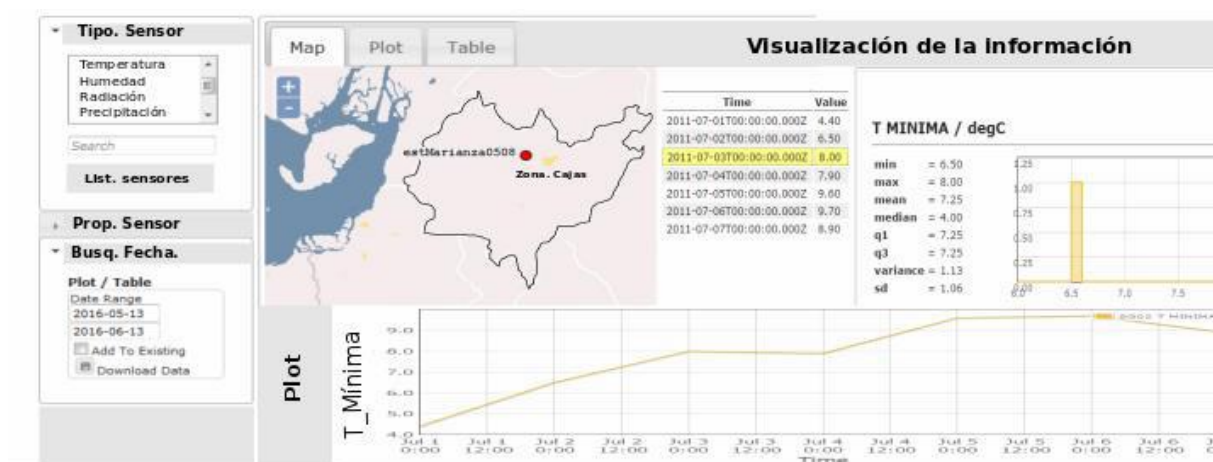 Tipo. Sensor
Temperatura
Humedad
Radiación
Precipitación
Search
List. sensores
Prop. Sensor
Busq. Fecha.
Plot / Table
Date Range
2016-05-13
2016-06-13
Add To Existing
Download Data
Map
Plot
Table
Visualización de la información
+
-
estMarianza0508
Zona. Cajas
Time Value
2011-07-01T00:00:00.000Z 4.40
2011-07-02T00:00:00.000Z 6.50
2011-07-03T00:00:00.000Z 8.00
2011-07-04T00:00:00.000Z 7.90
2011-07-05T00:00:00.000Z 9.60
2011-07-06T00:00:00.000Z 9.70
2011-07-07T00:00:00.000Z 8.90
T MINIMA / degC
min = 6.50
max = 8.00
mean = 7.25
median = 4.00
q1 = 7.25
q3 = 7.25
variance = 1.13
sd = 1.06
1.25
1.00
0.75
0.50
0.25
0.00
6.0 6.5 7.0 7.5
Plot
T_Mínima
9.0
8.0
7.0
6.0
5.0
4.0
T MINIMA
Jul 1 Jul 1 Jul 2 Jul 2 Jul 3 Jul 3 Jul 4 Jul 4 Jul 5 Jul 5 Jul 6 Jul 6
0:00 12:00 0:00 12:00 0:00 12:00 0:00 12:00 0:00 12:00 0:00 12:00
Time